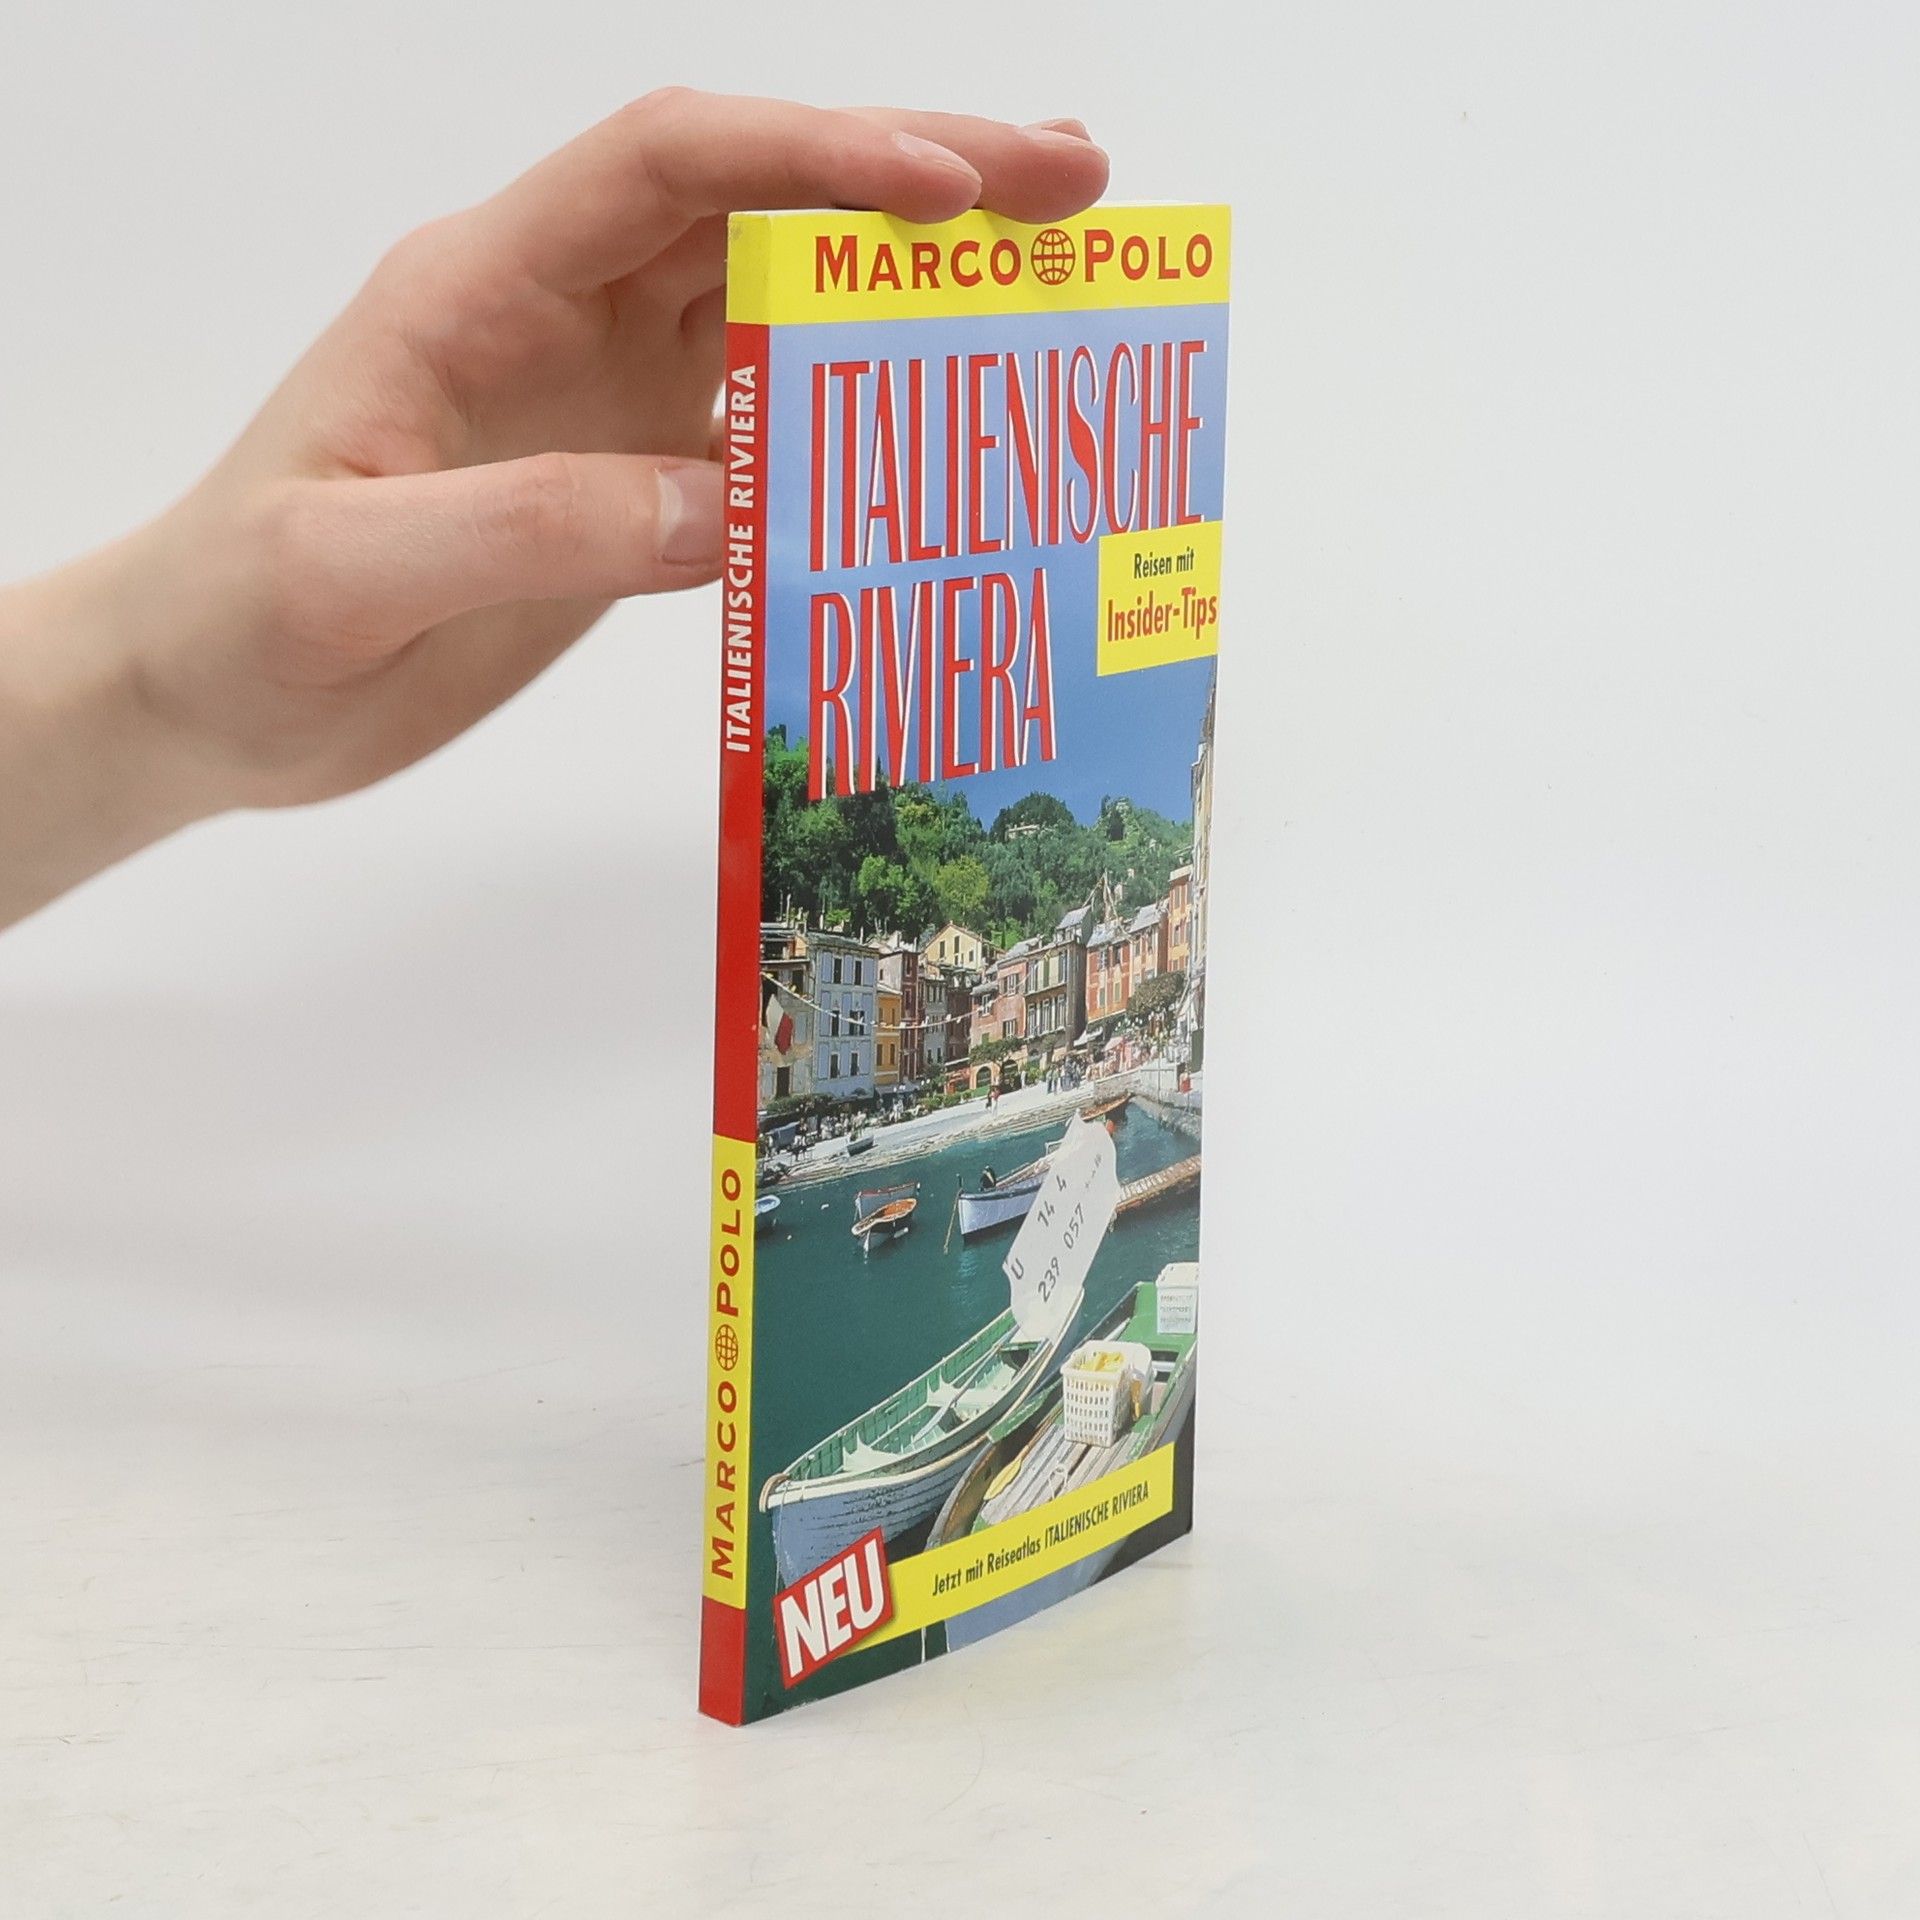 MARCO POLO
ITALIENISCHE
RIVIERA
Reisen mit
Insider-Tips
U 14 4
239 057
NEU
Jetzt mit Reiseatlas ITALIENISCHE RIVIERA
ITALIENISCHE RIVIERA
MARCO POLO